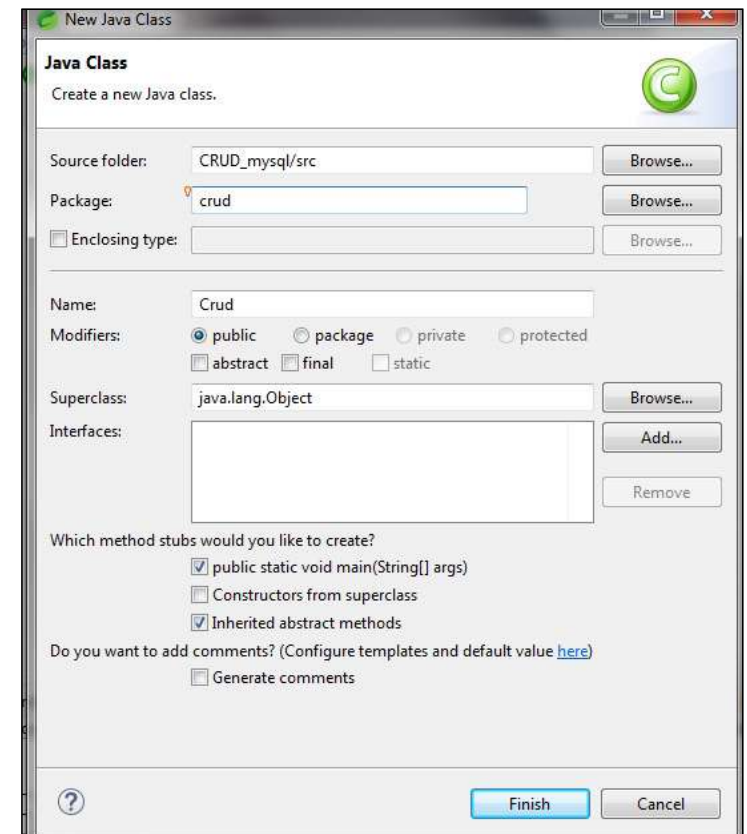 New Java Class
Java Class
Create a new Java class.
Source folder: CRUD_mysql/src Browse...
Package: crud Browse...
Enclosing type: Browse...
Name: Crud
Modifiers: public package private protected
abstract final static
Superclass: java.lang.Object Browse...
Interfaces: Add...
Remove
Which method stubs would you like to create?
public static void main(String[] args)
Constructors from superclass
Inherited abstract methods
Do you want to add comments? (Configure templates and default value here)
Generate comments
Finish Cancel